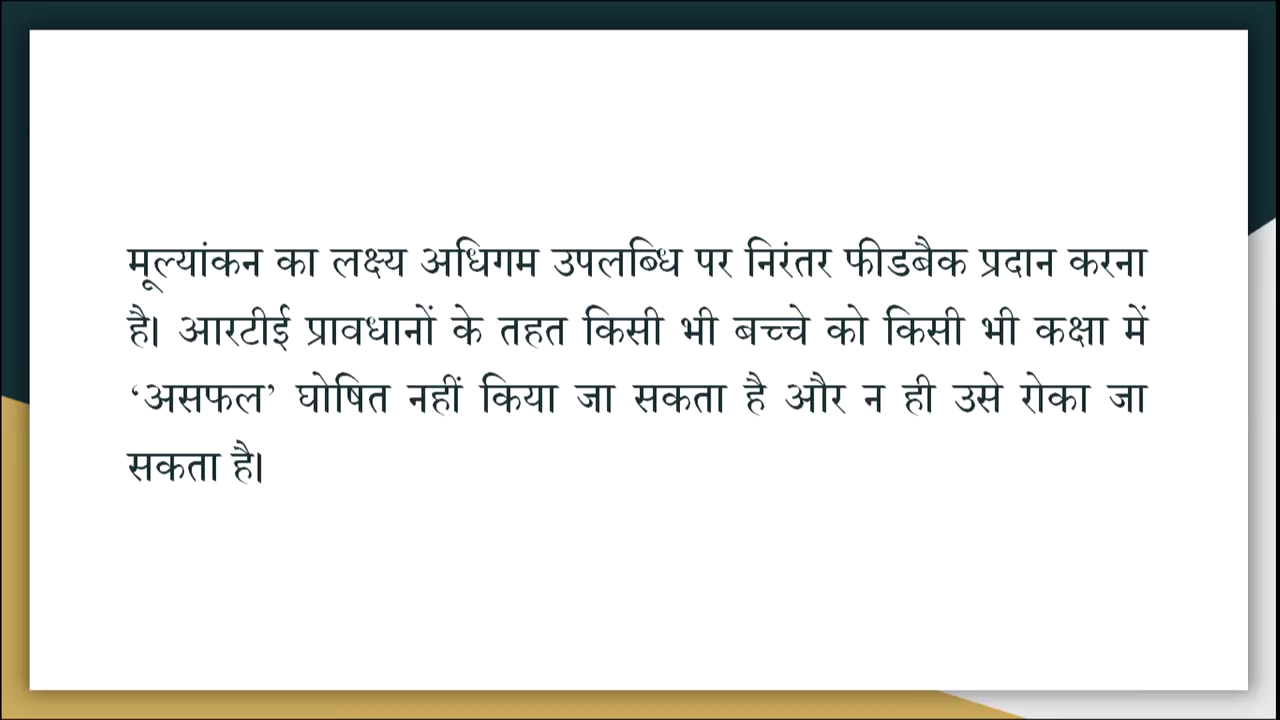 मूल्यांकन का लक्ष्य अधिगम उपलब्धि पर निरंतर फीडबैक प्रदान करना
है। आरटीई प्रावधानों के तहत किसी भी बच्चे को किसी भी कक्षा में
‘असफल’ घोषित नहीं किया जा सकता है और न ही उसे रोका जा
सकता है।